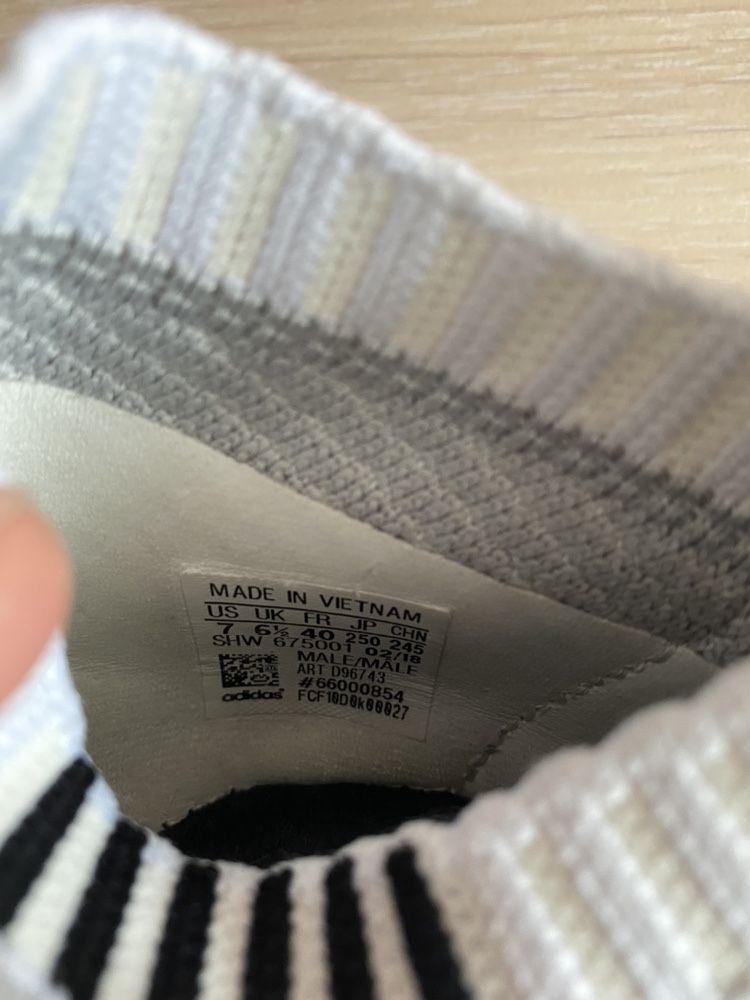 MADE IN VIETNAM
US UK FR JP CHN
7 6½ 40 250 245
SHW 675001 02/18
MALE/MALE
ART D96743
#66000854
adidas FCF10D0k00027